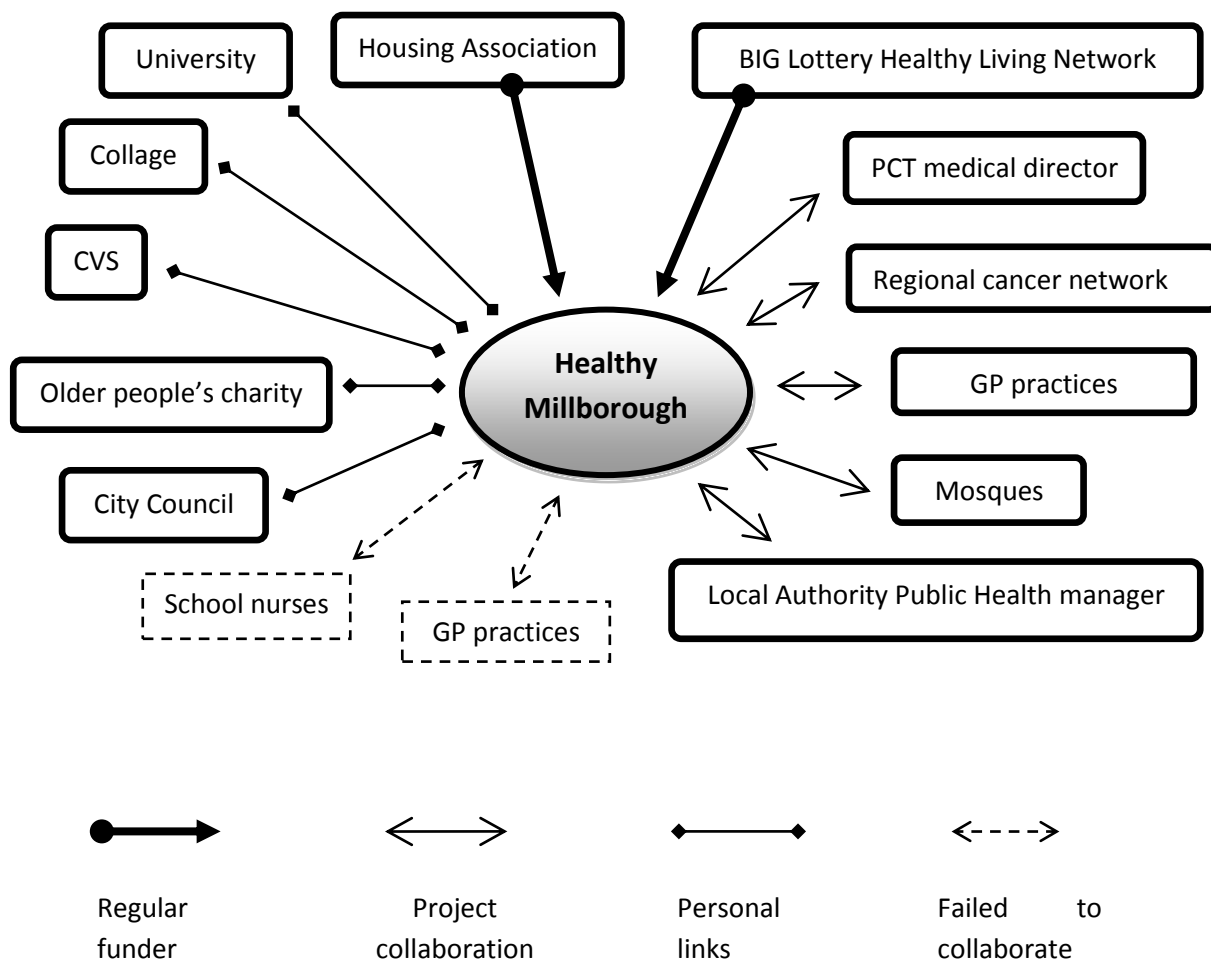 University
Housing Association
BIG Lottery Healthy Living Network
Collage
PCT medical director
CVS
Regional cancer network
Healthy
Millborough
Older people's charity
GP practices
City Council
Mosques
School nurses
GP practices
Local Authority Public Health manager
Regular
funder
Project
collaboration
Personal
links
Failed to
collaborate